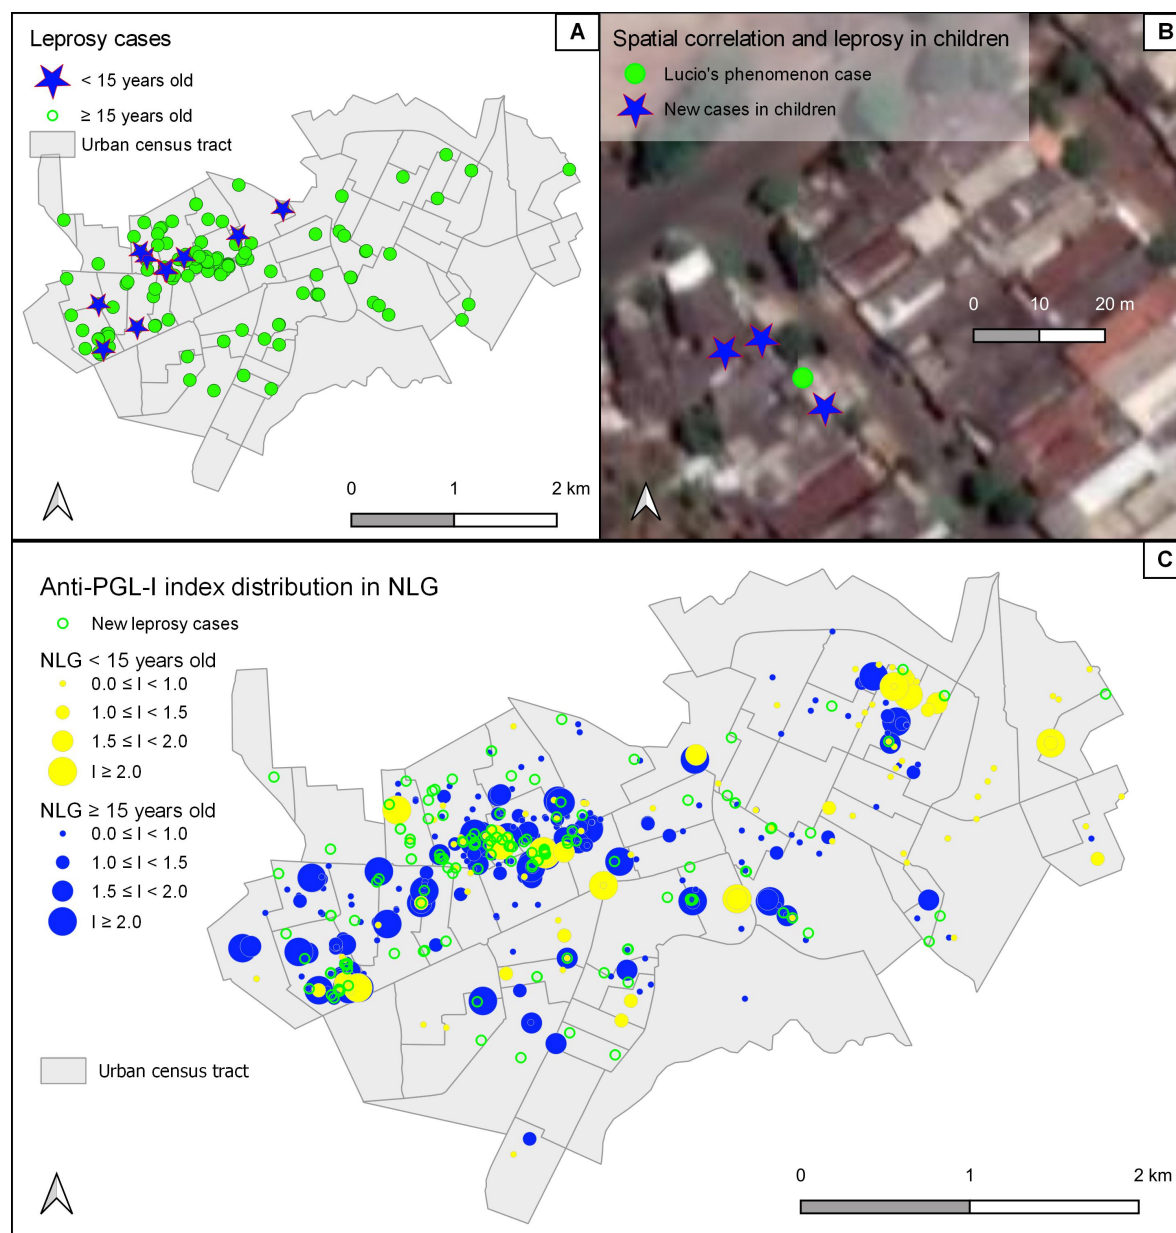 A
Leprosy cases
< 15 years old
≥ 15 years old
Urban census tract
0 1 2 km
B
Spatial correlation and leprosy in children
Lucio's phenomenon case
New cases in children
0 10 20 m
C
Anti-PGL-I index distribution in NLG
New leprosy cases
NLG < 15 years old
0.0 ≤ I < 1.0
1.0 ≤ I < 1.5
1.5 ≤ I < 2.0
I ≥ 2.0
NLG ≥ 15 years old
0.0 ≤ I < 1.0
1.0 ≤ I < 1.5
1.5 ≤ I < 2.0
I ≥ 2.0
Urban census tract
0 1 2 km